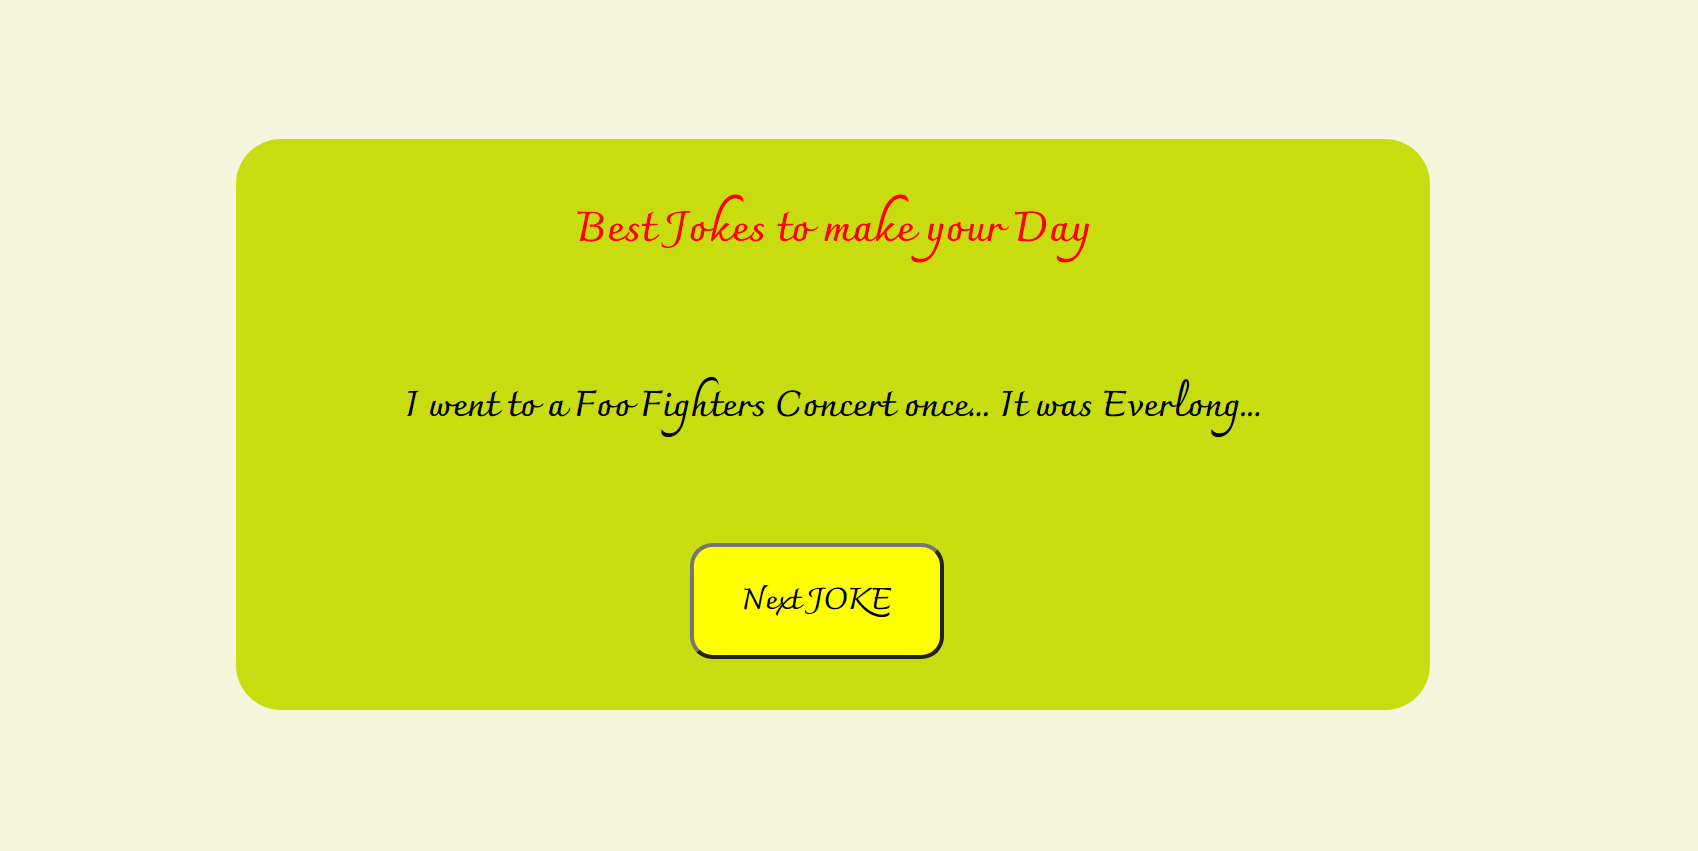 Best Jokes to make your Day
I went to a Foo Fighters Concert once... It was Everlong...
Next JOKE